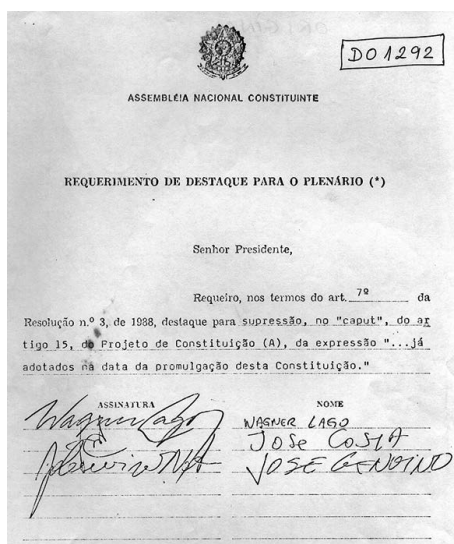 DO1292
ASSEMBLÉIA NACIONAL CONSTITUINTE
REQUERIMENTO DE DESTAQUE PARA O PLENÁRIO (*)
Senhor Presidente,
Requeiro, nos termos do art. 7º da
Resolução n.º 3, de 1988, destaque para supressão, no "caput", do ar
tigo 15, do Projeto de Constituição (A), da expressão "...já
adotados na data da promulgação desta Constituição."
ASSINATURA NOME
Wagner Lago WAGNER LAGO
JOSE COSTA
JOSE GENOINO